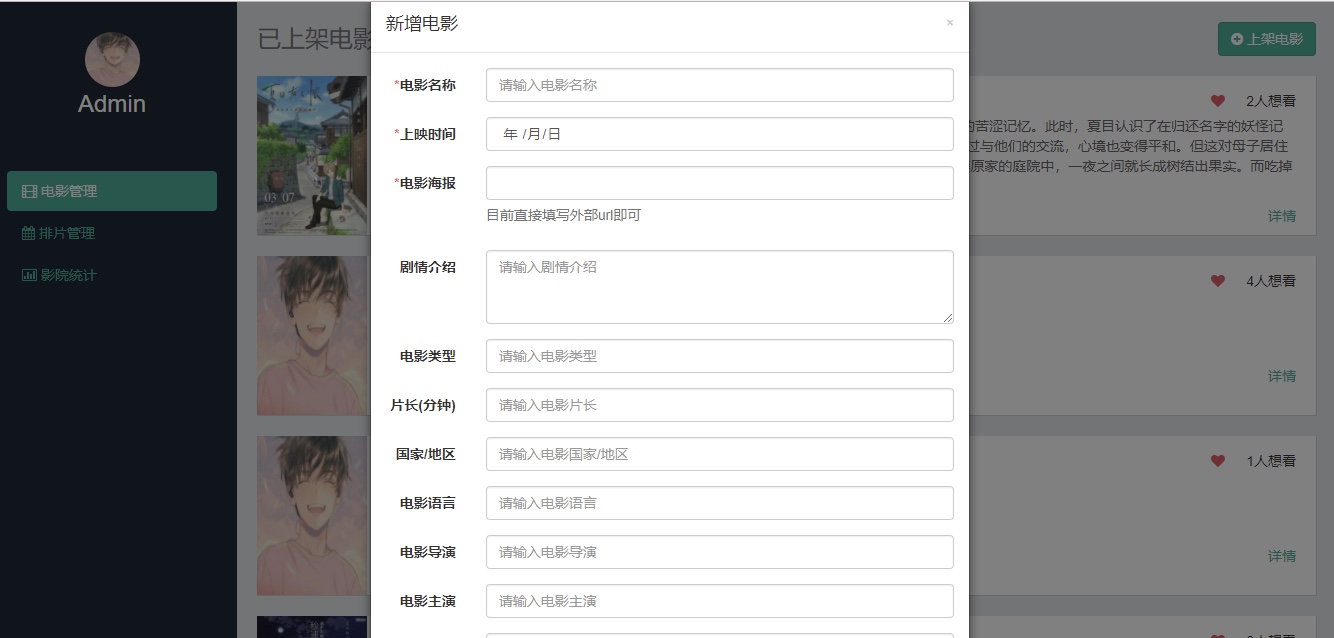 Admin
电影管理
排片管理
影院统计
已上架电影
上架电影
新增电影
×
*电影名称
请输入电影名称
*上映时间
年 /月/日
*电影海报
目前直接填写外部url即可
剧情介绍
请输入剧情介绍
电影类型
请输入电影类型
片长(分钟)
请输入电影片长
国家/地区
请输入电影国家/地区
电影语言
请输入电影语言
电影导演
请输入电影导演
电影主演
请输入电影主演
03 07
2人想看
的苦涩记忆。此时，夏目认识了在归还名字的妖怪记
过与他们的交流，心境也变得平和。但这对母子居住
原家的庭院中，一夜之间就长成树结出果实。而吃掉
详情
4人想看
详情
1人想看
详情